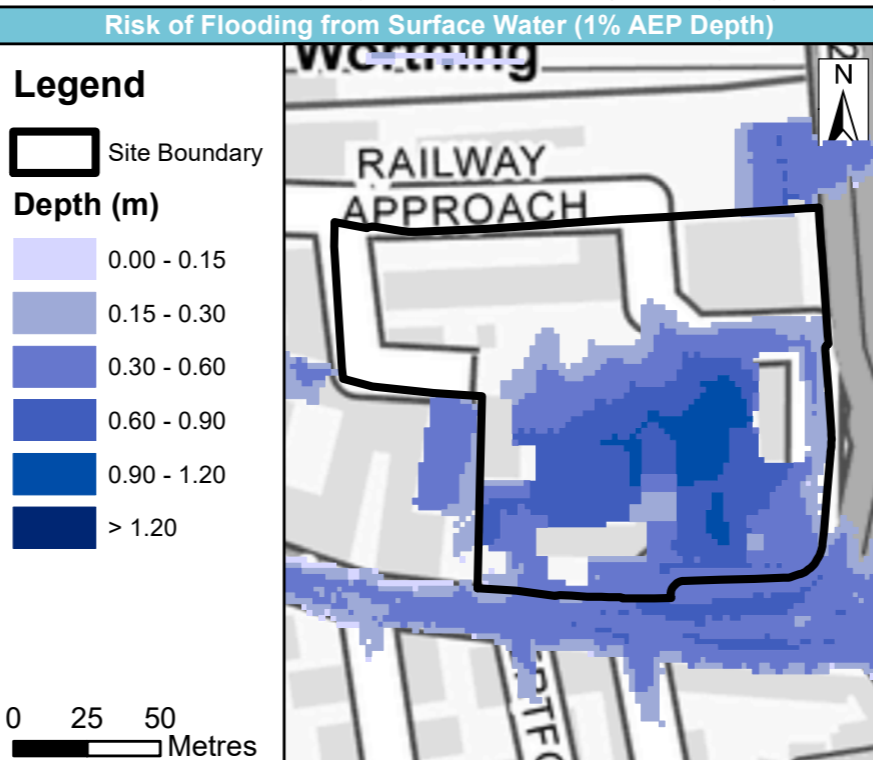 Risk of Flooding from Surface Water (1% AEP Depth)
Legend
Site Boundary
Depth (m)
0.00 - 0.15
0.15 - 0.30
0.30 - 0.60
0.60 - 0.90
0.90 - 1.20
> 1.20
0 25 50
Metres
Worthing
N
RAILWAY
APPROACH